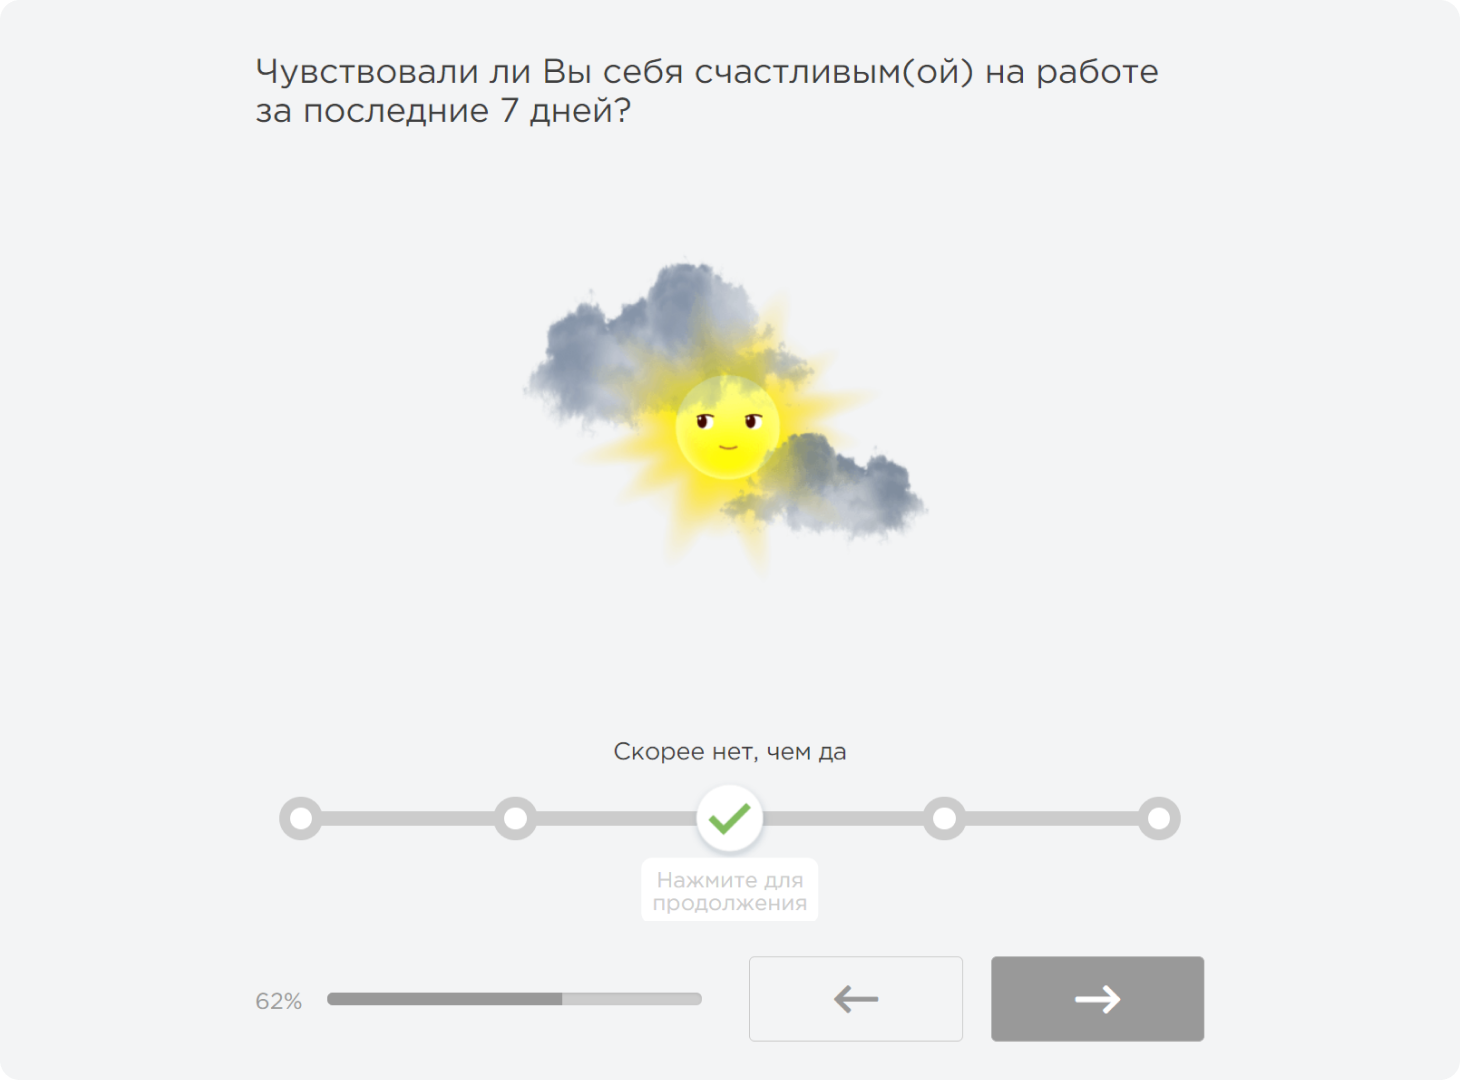 Чувствовали ли Вы себя счастливым(ой) на работе
за последние 7 дней?
Скорее нет, чем да
Нажмите для
продолжения
62%